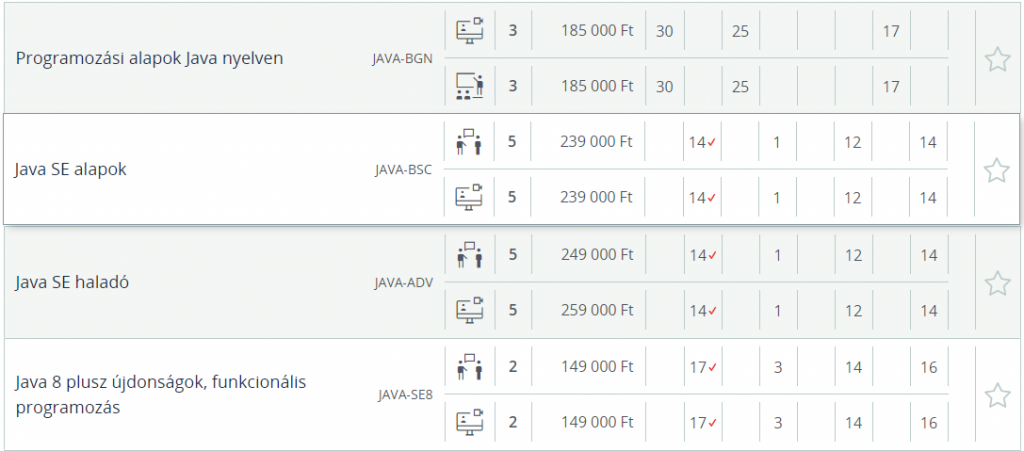 3 185 000 Ft 30 25 17
Programozási alapok Java nyelven JAVA-BGN
3 185 000 Ft 30 25 17
5 239 000 Ft 14✓ 1 12 14
Java SE alapok JAVA-BSC
5 239 000 Ft 14✓ 1 12 14
5 249 000 Ft 14✓ 1 12 14
Java SE haladó JAVA-ADV
5 259 000 Ft 14✓ 1 12 14
2 149 000 Ft 17✓ 3 14 16
Java 8 plusz újdonságok, funkcionális
programozás JAVA-SE8
2 149 000 Ft 17✓ 3 14 16